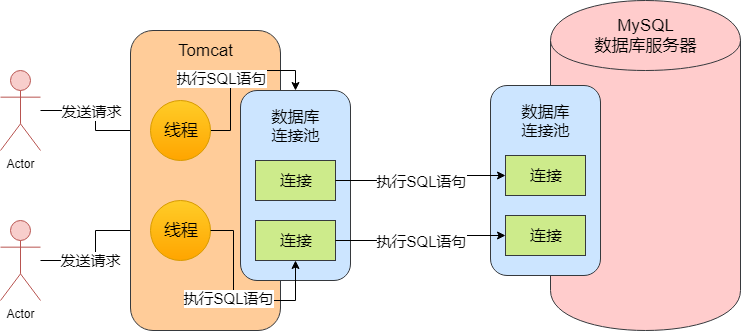 MySQL
数据库服务器
Tomcat
执行SQL语句
发送请求
线程
数据库
连接池
数据库
连接池
Actor
连接
执行SQL语句
连接
线程
连接
执行SQL语句
连接
发送请求
执行SQL语句
Actor